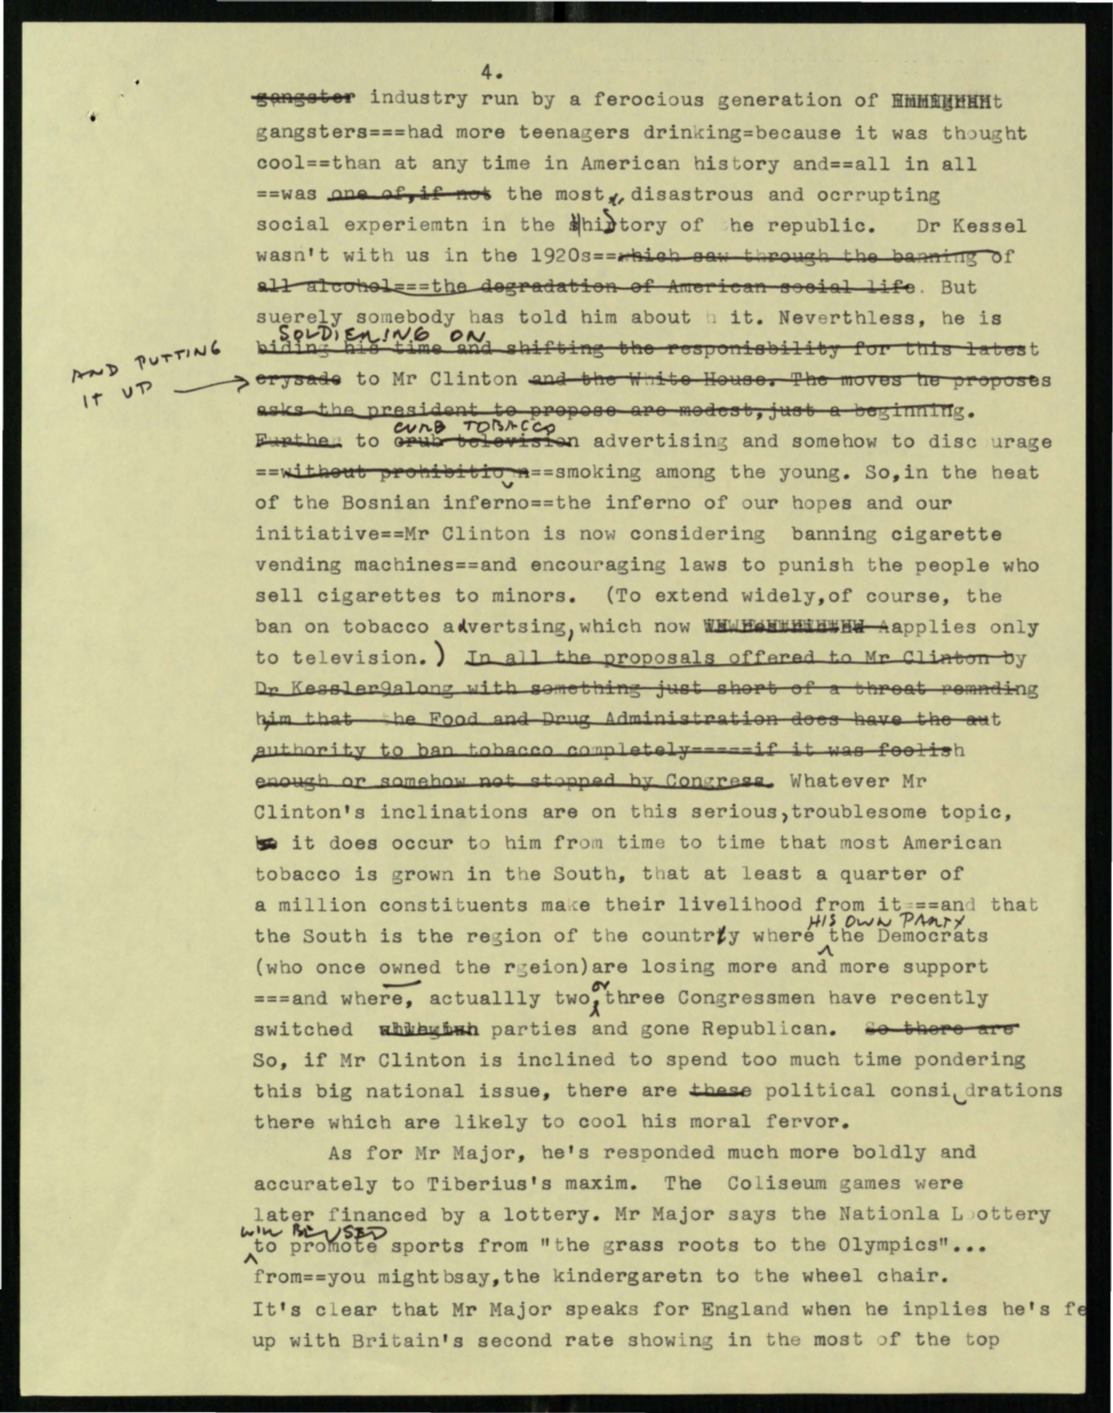 4.
gangster industry run by a ferocious generation of
gangsters===had more teenagers drinking=because it was thought
cool==than at any time in American history and==all in all
==was one of,if not the most, disastrous and ocrrupting
social experiemtn in the history of he republic. Dr Kessel
wasn't with us in the 1920s==which saw through the banning of
all alcohol===the degradation of American social life. But
suerely somebody has told him about h it. Neverthless, he is
SOLDIERING ON
biding his time and shifting the responisbility for this latest
AND PUTTING
IT UP
crysade to Mr Clinton and the White House. The moves he proposes
asks the president to propose are modest,just a beginning.
CURB TOBACCO
Further to crub television advertising and somehow to disc urage
==without prohibition==smoking among the young. So,in the heat
of the Bosnian inferno==the inferno of our hopes and our
initiative==Mr Clinton is now considering banning cigarette
vending machines==and encouraging laws to punish the people who
sell cigarettes to minors. (To extend widely,of course, the
ban on tobacco advertsing,which now Aapplies only
to television.) In all the proposals offered to Mr Clinton by
Dr Kessler9along with something just short of a threat remnding
him that he Food and Drug Administration does have the aut
authority to ban tobacco completely=====if it was foolish
enough or somehow not stopped by Congress. Whatever Mr
Clinton's inclinations are on this serious,troublesome topic,
it does occur to him from time to time that most American
tobacco is grown in the South, that at least a quarter of
a million constituents make their livelihood from it ==and that
HIS OWN PARTY
the South is the region of the countrty where the Democrats
(who once owned the rgeion)are losing more and more support
===and where, actuallly two or three Congressmen have recently
switched parties and gone Republican. So there are
So, if Mr Clinton is inclined to spend too much time pondering
this big national issue, there are these political consi drations
there which are likely to cool his moral fervor.
As for Mr Major, he's responded much more boldly and
accurately to Tiberius's maxim. The Coliseum games were
later financed by a lottery. Mr Major says the Nationla L ottery
WILL BE USED
to promote sports from "the grass roots to the Olympics"...
from==you mightbsay,the kindergaretn to the wheel chair.
It's clear that Mr Major speaks for England when he inplies he's fe
up with Britain's second rate showing in the most of the top